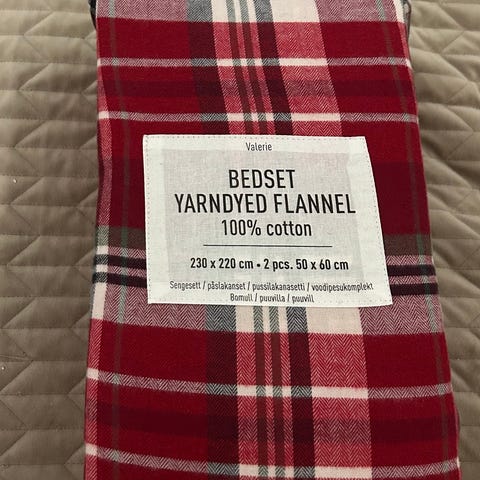 Valerie
BEDSET
YARNDYED FLANNEL
100% cotton
230 x 220 cm • 2 pcs. 50 x 60 cm
Sengesett / påslakanset / pussilakanasetti / voodipesukomplekt
Bomull / puuvilla / puuvill